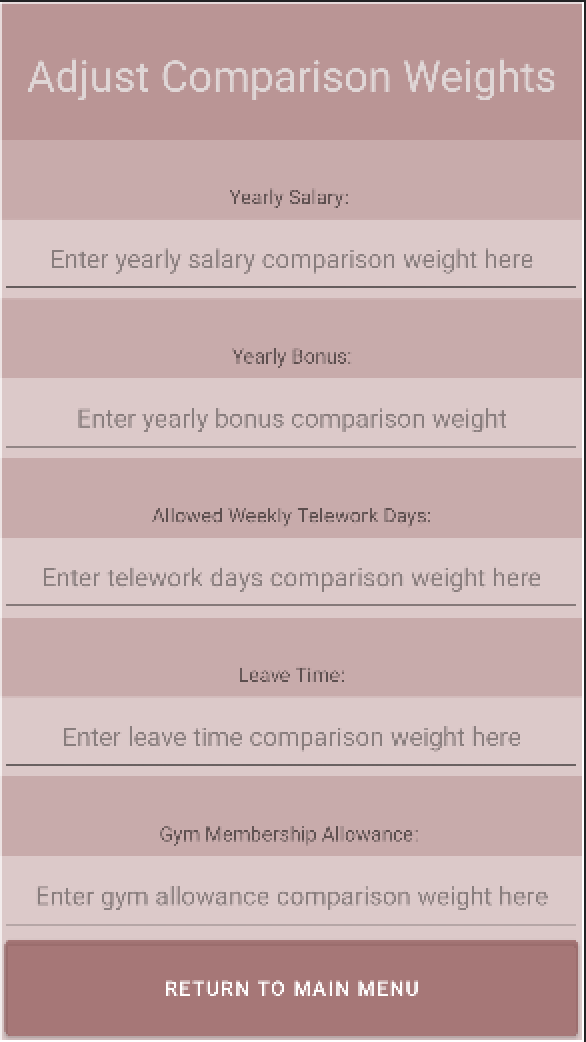 Adjust Comparison Weights
Yearly Salary:
Enter yearly salary comparison weight here
Yearly Bonus:
Enter yearly bonus comparison weight
Allowed Weekly Telework Days:
Enter telework days comparison weight here
Leave Time:
Enter leave time comparison weight here
Gym Membership Allowance:
Enter gym allowance comparison weight here
RETURN TO MAIN MENU